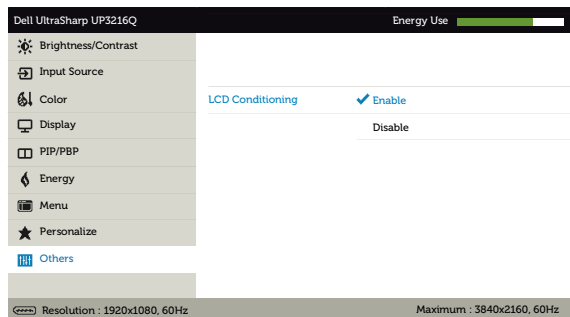 Dell UltraSharp UP3216Q Energy Use
Brightness/Contrast
Input Source
Color
LCD Conditioning Enable
Display
Disable
PIP/PBP
Energy
Menu
Personalize
Others
Resolution : 1920x1080, 60Hz Maximum : 3840x2160, 60Hz